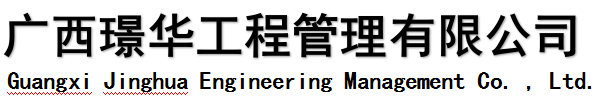 广西璟华工程管理有限公司
Guangxi Jinghua Engineering Management Co. , Ltd.